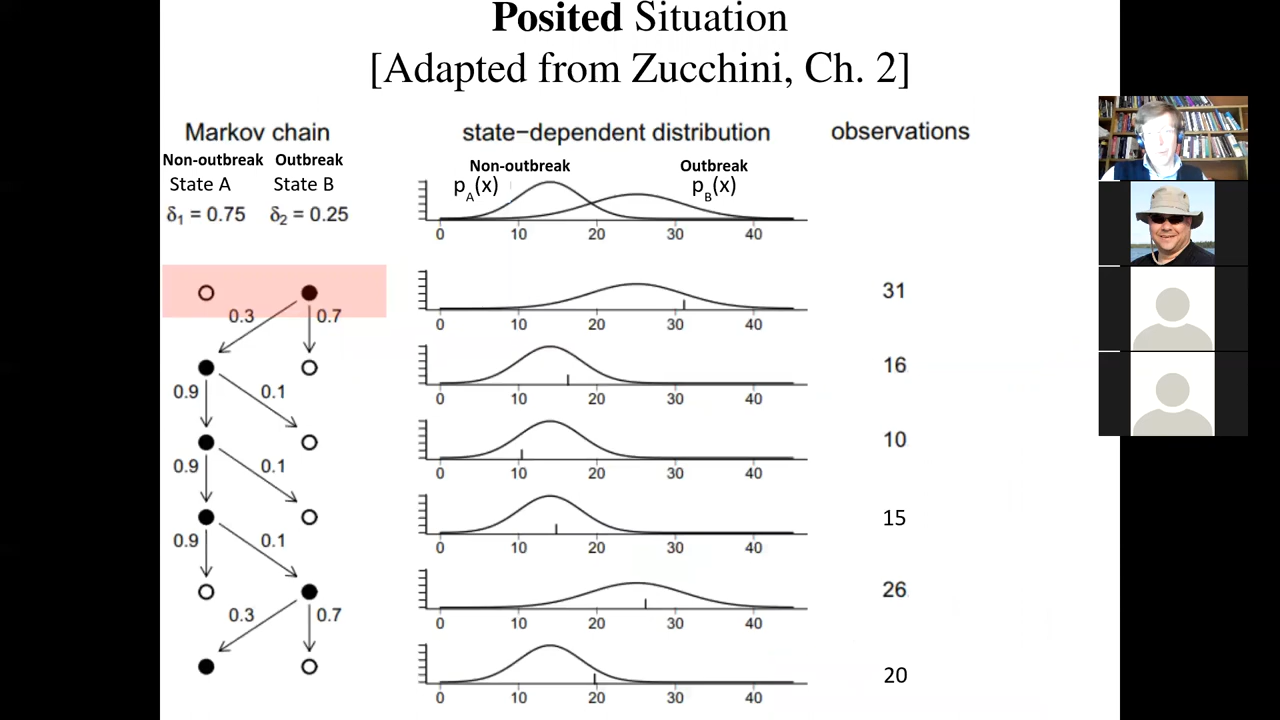 Posited Situation
[Adapted from Zucchini, Ch. 2]
Markov chain
Non-outbreak Outbreak
State A State B
δ1 = 0.75 δ2 = 0.25
0.3 0.7
0.9 0.1
0.9 0.1
0.9 0.1
0.3 0.7
state−dependent distribution
Non-outbreak Outbreak
pA(x) pB(x)
0 10 20 30 40
0 10 20 30 40
0 10 20 30 40
0 10 20 30 40
0 10 20 30 40
0 10 20 30 40
0 10 20 30 40
observations
31
16
10
15
26
20